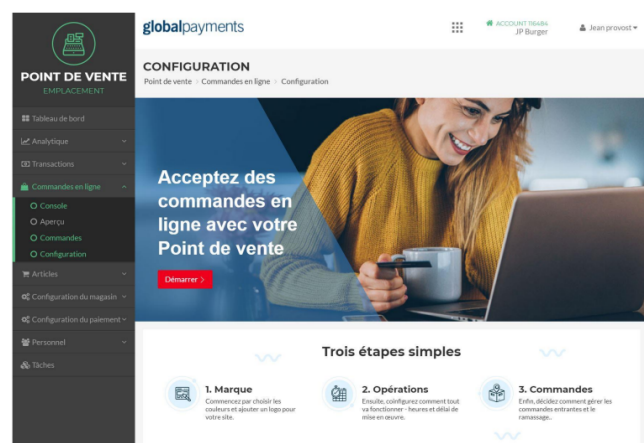 globalpayments
ACCOUNT 116484
JP Burger
Jean provost
POINT DE VENTE
EMPLACEMENT
Tableau de bord
Analytique
Transactions
Commandes en ligne
Console
Aperçu
Commandes
Configuration
Articles
Configuration du magasin
Configuration du paiement
Personnel
Tâches
CONFIGURATION
Point de vente > Commandes en ligne > Configuration
Acceptez des
commandes en
ligne avec votre
Point de vente
Démarrer >
Trois étapes simples
1. Marque
Commencez par choisir les
couleurs et ajouter un logo pour
votre site.
2. Opérations
Ensuite, coinfigurez comment tout
va fonctionner - heures et délai de
mise en œuvre.
3. Commandes
Enfin, décidez comment gérer les
commandes entrantes et le
ramassage..